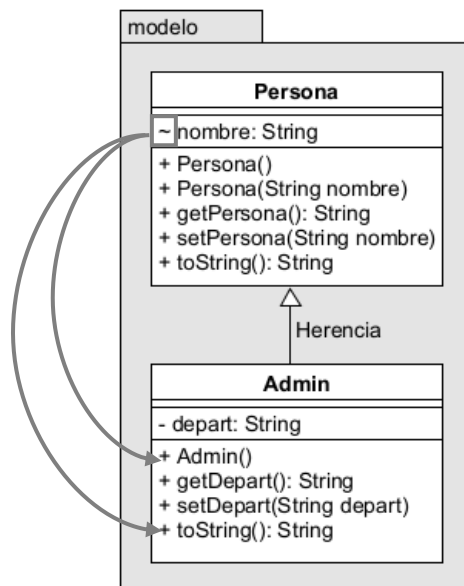 modelo
Persona
~ nombre: String
+ Persona()
+ Persona(String nombre)
+ getPersona(): String
+ setPersona(String nombre)
+ toString(): String
Herencia
Admin
- depart: String
+ Admin()
+ getDepart(): String
+ setDepart(String depart)
+ toString(): String